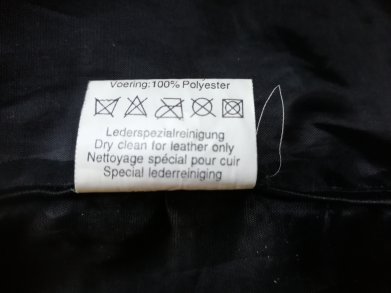 Voering:100% Polyester
Lederspezialreinigung
Dry clean for leather only
Nettoyage spécial pour cuir
Special lederreiniging